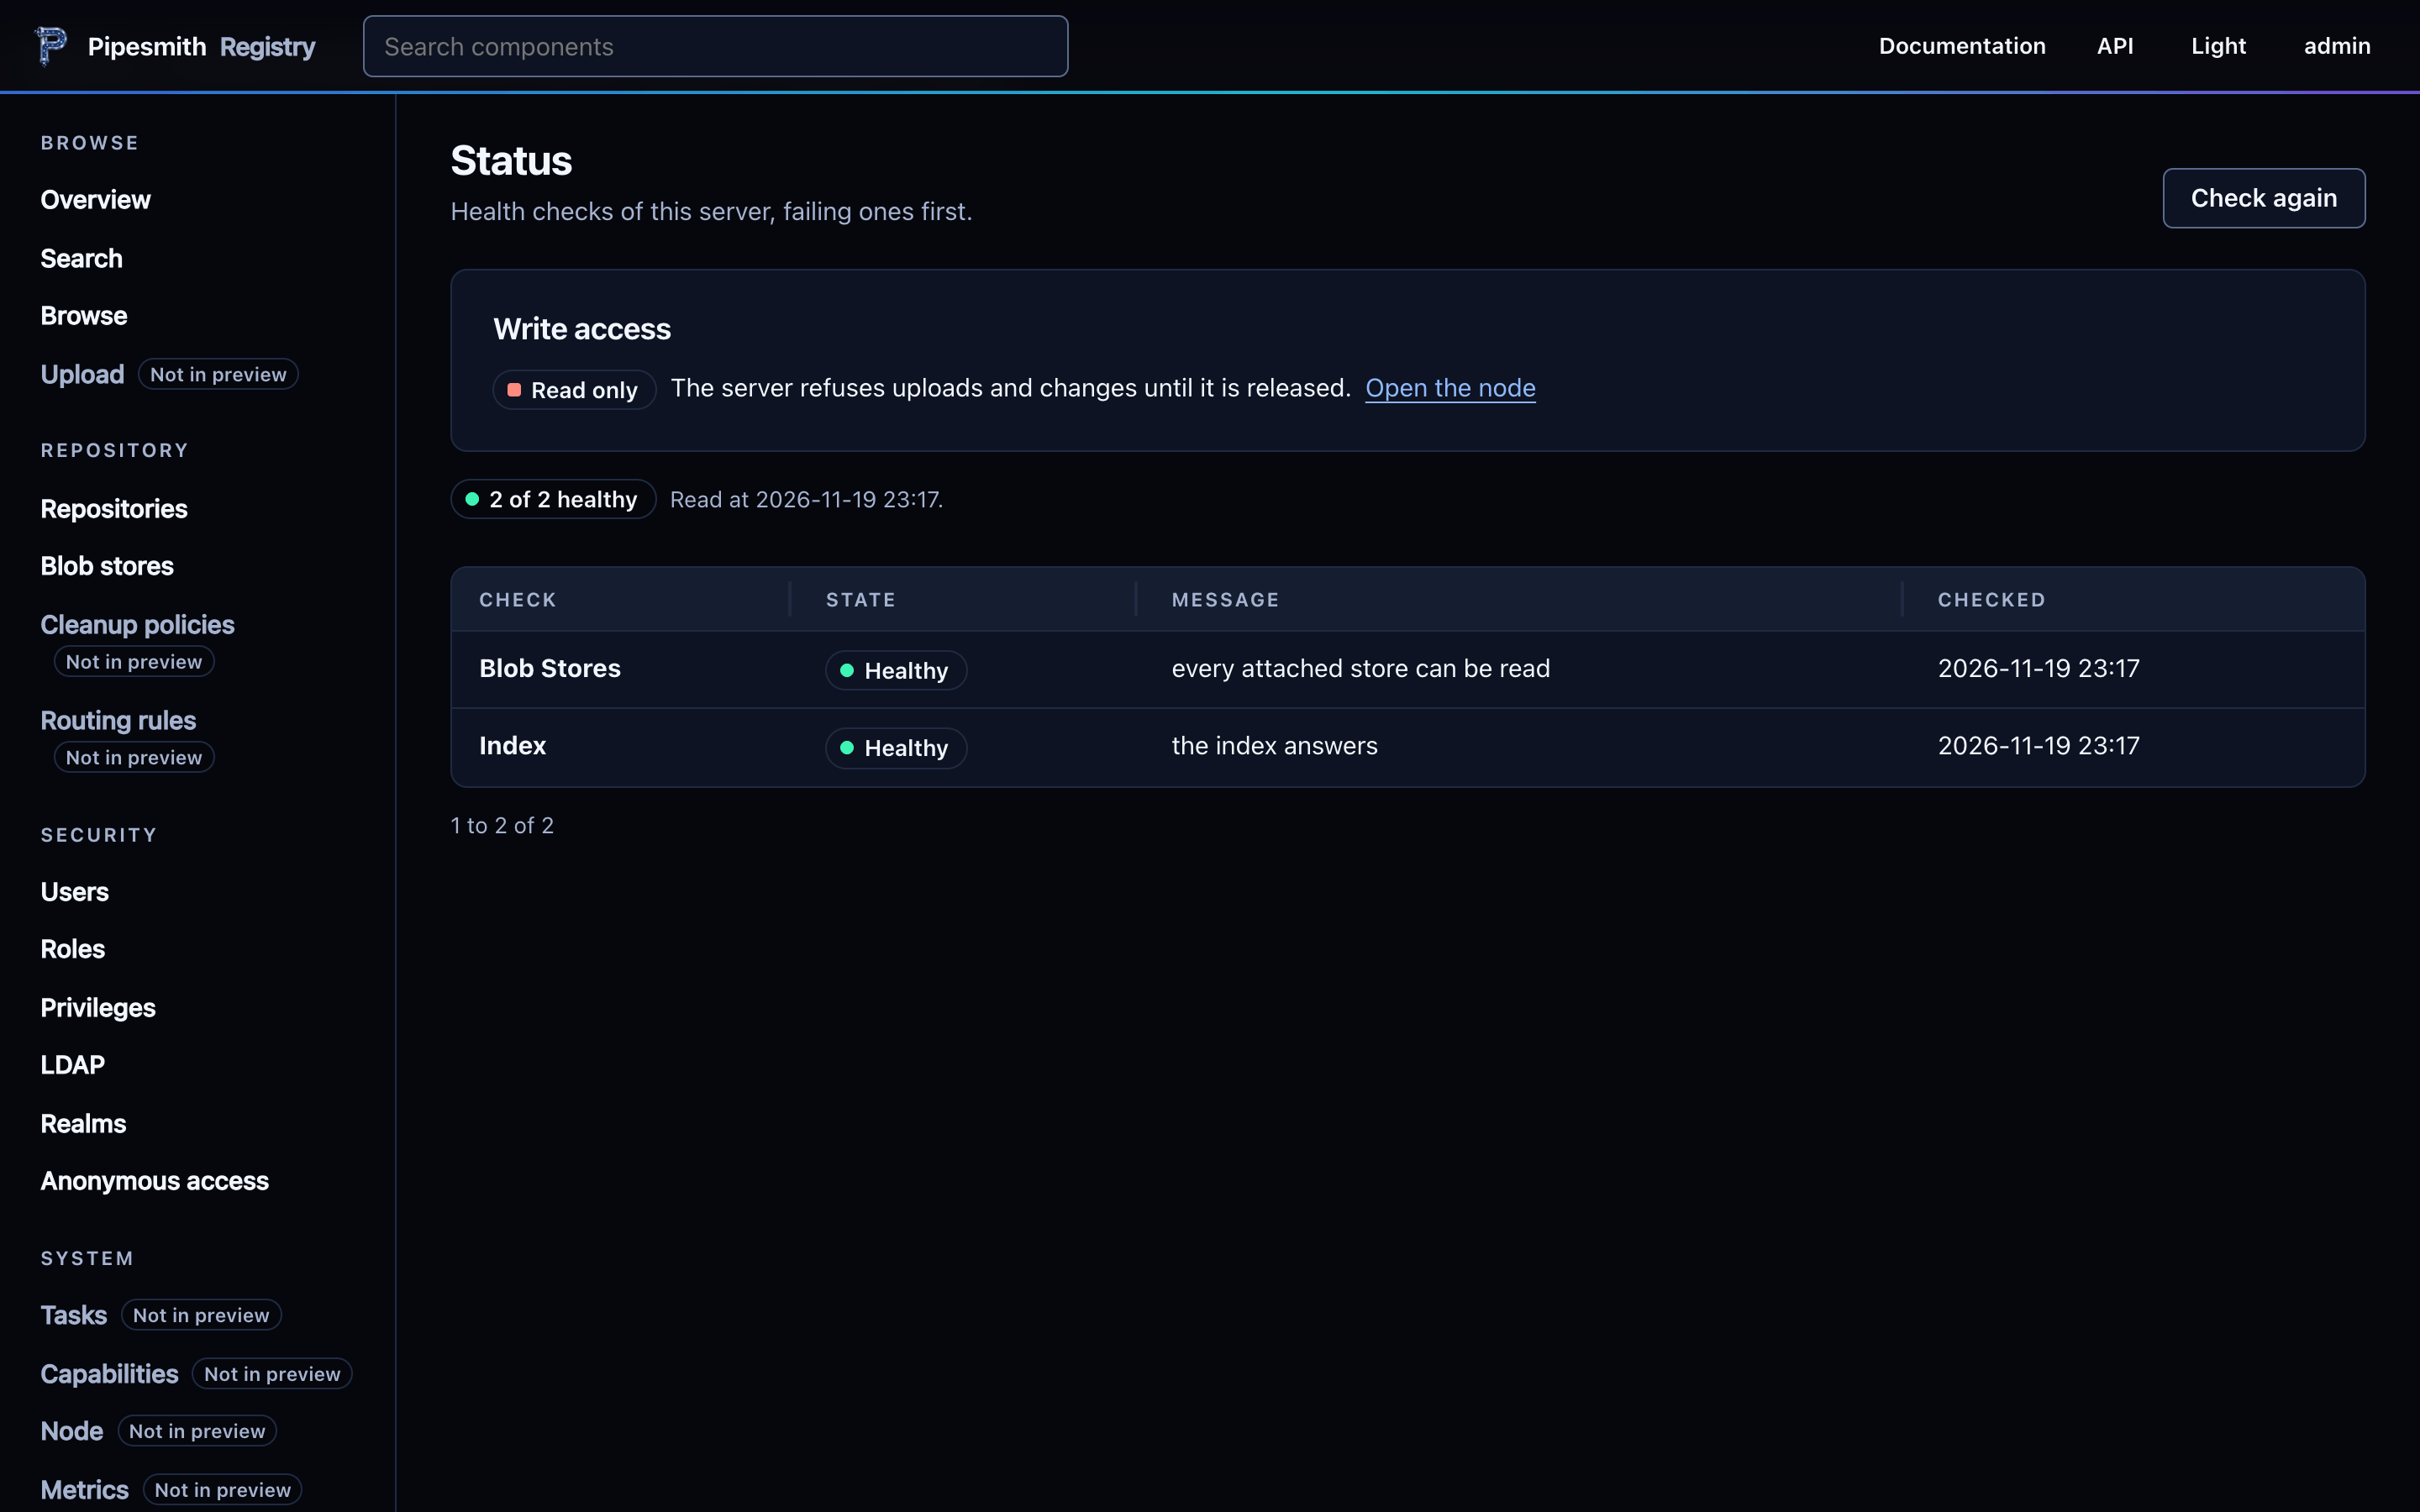 Pipesmith Registry
Search components
Documentation API Light admin
BROWSE
Overview
Search
Browse
Upload Not in preview
REPOSITORY
Repositories
Blob stores
Cleanup policies
Not in preview
Routing rules
Not in preview
SECURITY
Users
Roles
Privileges
LDAP
Realms
Anonymous access
SYSTEM
Tasks Not in preview
Capabilities Not in preview
Node Not in preview
Metrics Not in preview
Status
Health checks of this server, failing ones first.
Check again
Write access
Read only The server refuses uploads and changes until it is released. Open the node
2 of 2 healthy Read at 2026-11-19 23:17.
CHECK STATE MESSAGE CHECKED
Blob Stores Healthy every attached store can be read 2026-11-19 23:17
Index Healthy the index answers 2026-11-19 23:17
1 to 2 of 2